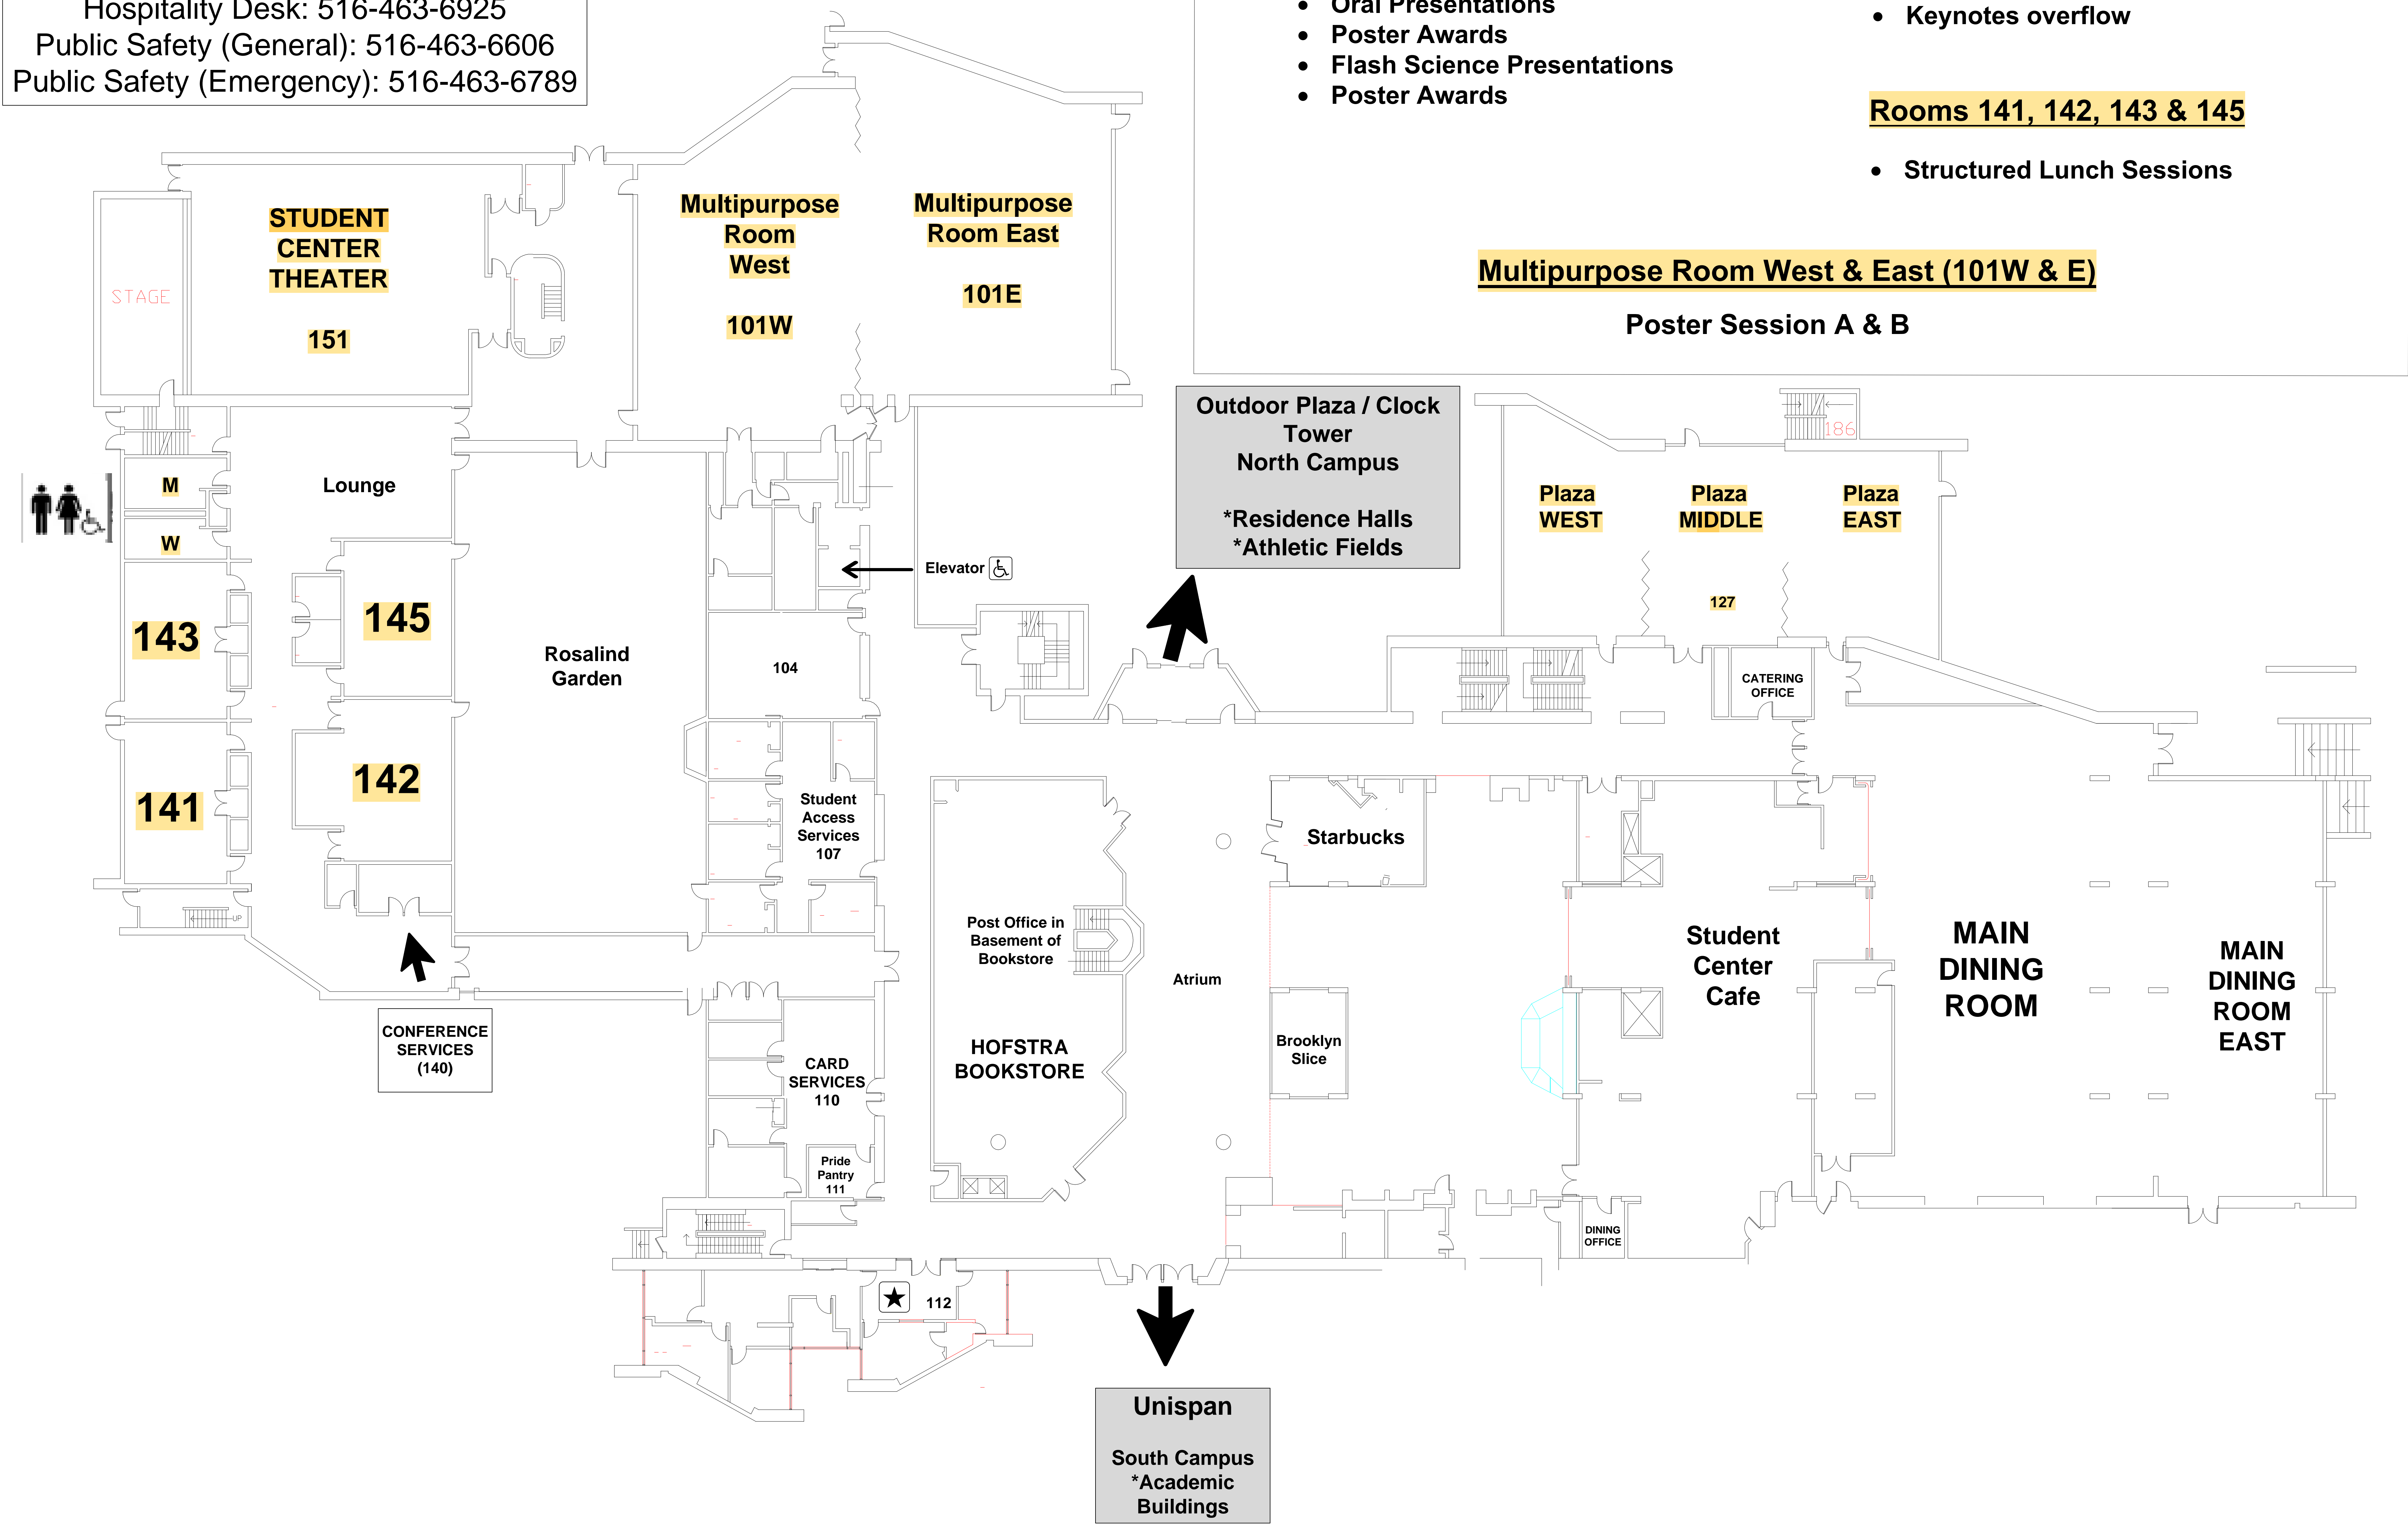 Hospitality Desk: 516-463-6925
Public Safety (General): 516-463-6606
Public Safety (Emergency): 516-463-6789
• Oral Presentations
• Poster Awards
• Flash Science Presentations
• Poster Awards
• Keynotes overflow
Rooms 141, 142, 143 & 145
• Structured Lunch Sessions
Multipurpose Room West & East (101W & E)
Poster Session A & B
STAGE
STUDENT
CENTER
THEATER
151
Multipurpose
Room
West
101W
Multipurpose
Room East
101E
Outdoor Plaza / Clock
Tower
North Campus
*Residence Halls
*Athletic Fields
186
Plaza
WEST
Plaza
MIDDLE
Plaza
EAST
127
M
W
Lounge
Elevator
143
145
Rosalind
Garden
104
CATERING
OFFICE
141
142
Student
Access
Services
107
Starbucks
UP
Post Office in
Basement of
Bookstore
Atrium
Student
Center
Cafe
MAIN
DINING
ROOM
MAIN
DINING
ROOM
EAST
CONFERENCE
SERVICES
(140)
CARD
SERVICES
110
HOFSTRA
BOOKSTORE
Brooklyn
Slice
Pride
Pantry
111
DINING
OFFICE
112
Unispan
South Campus
*Academic
Buildings